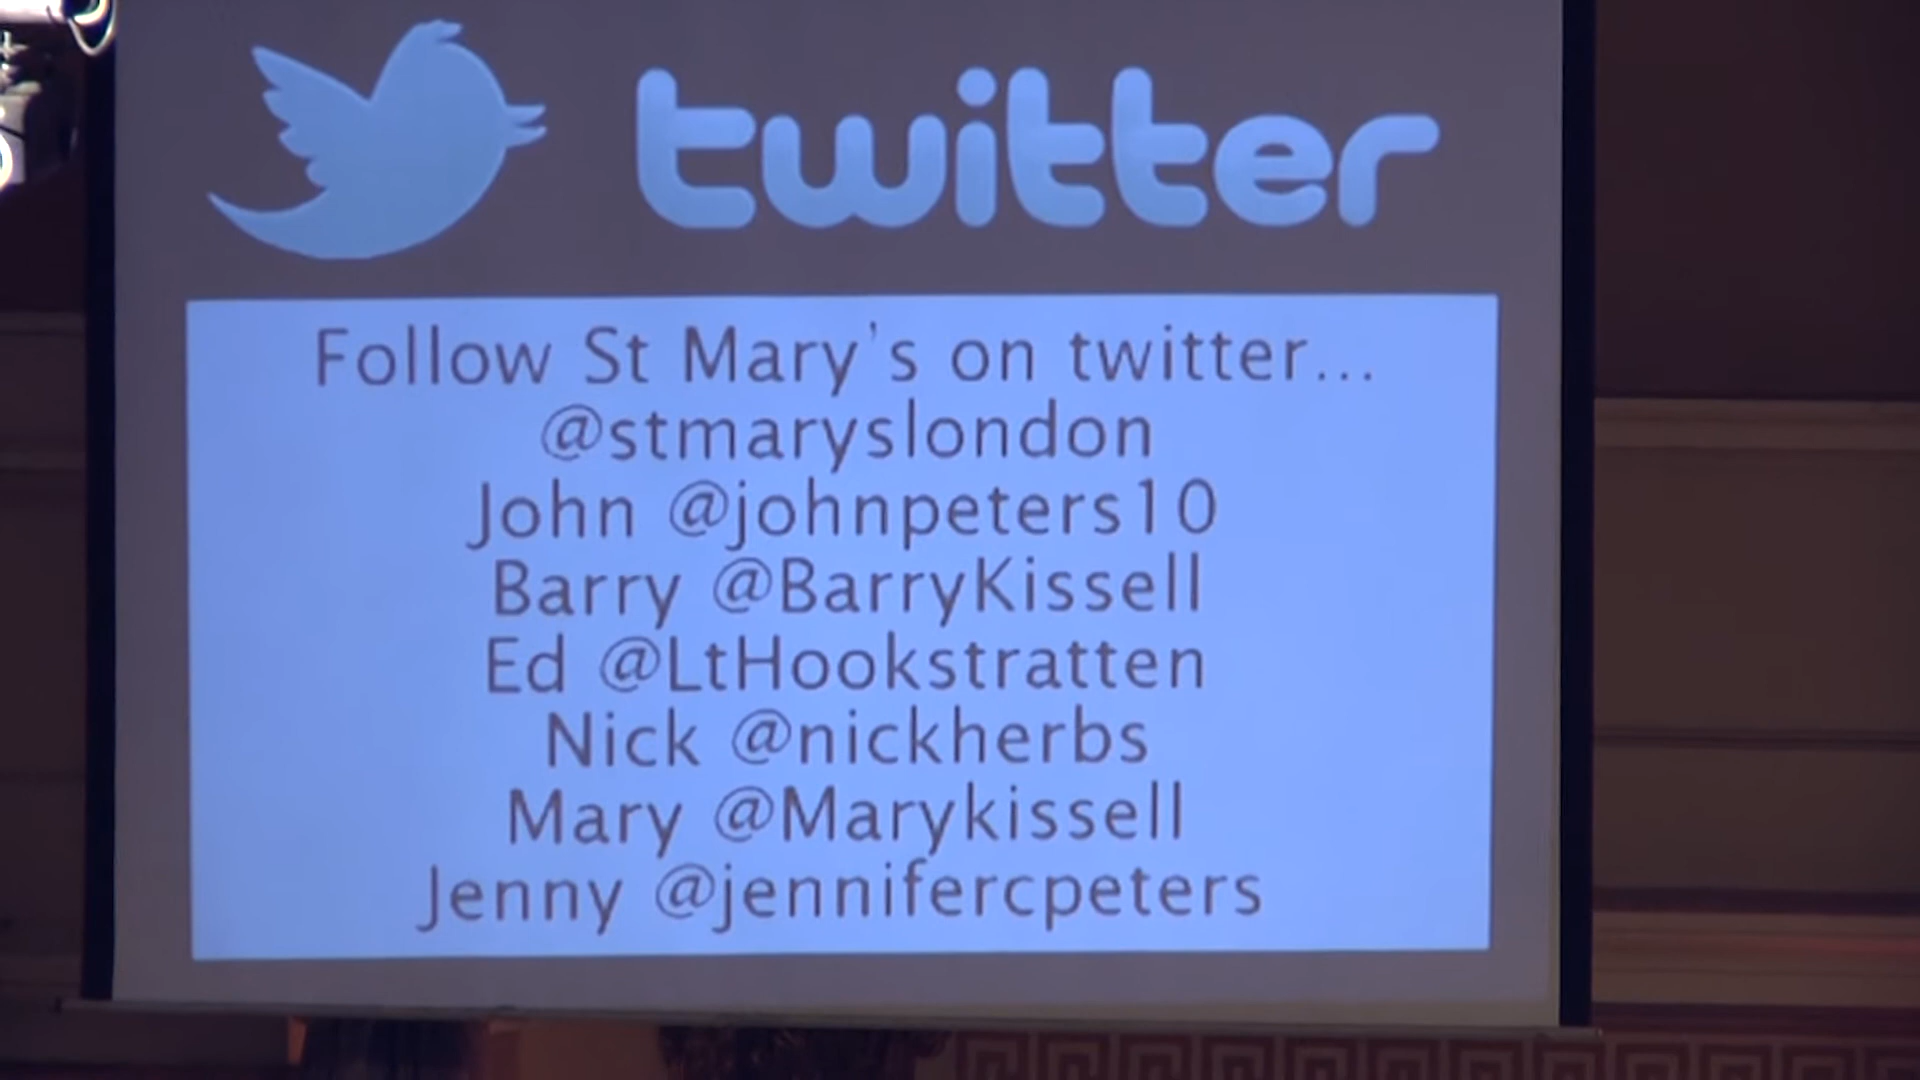 twitter
Follow St Mary's on twitter...
@stmaryslondon
John @johnpeters10
Barry @BarryKissell
Ed @LtHookstratten
Nick @nickherbs
Mary @Marykissell
Jenny @jennifercpeters